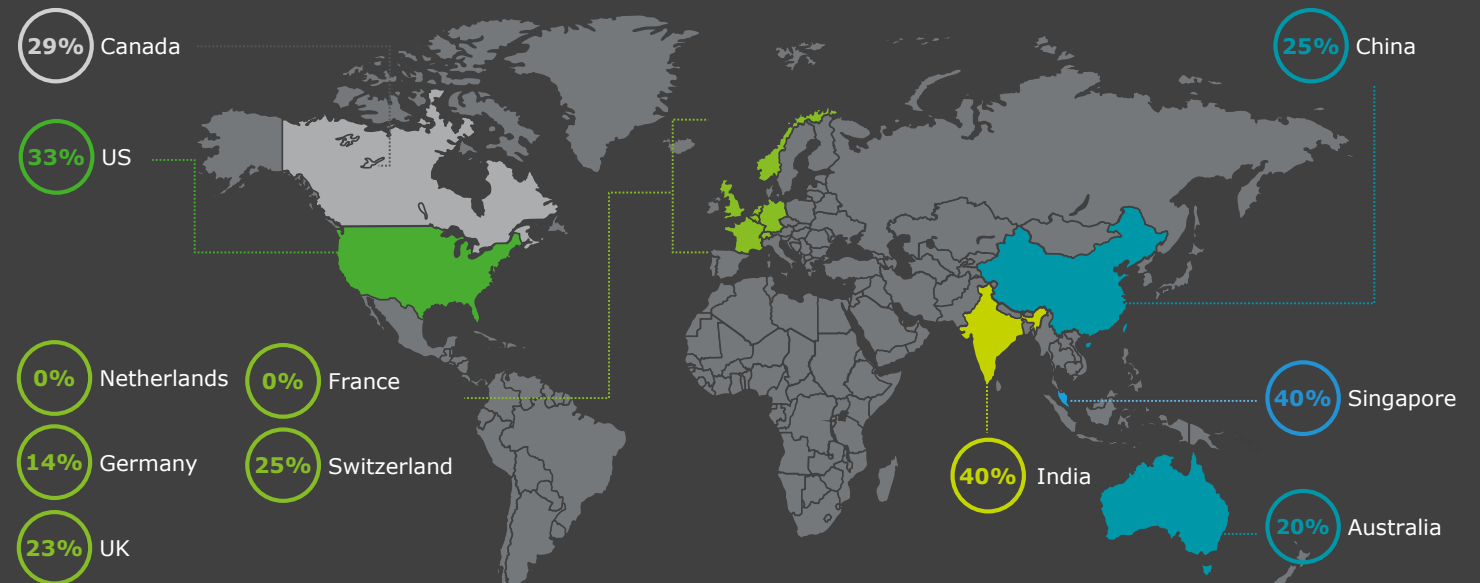 29% Canada
25% China
33% US
0% Netherlands
0% France
40% Singapore
14% Germany
25% Switzerland
40% India
20% Australia
23% UK